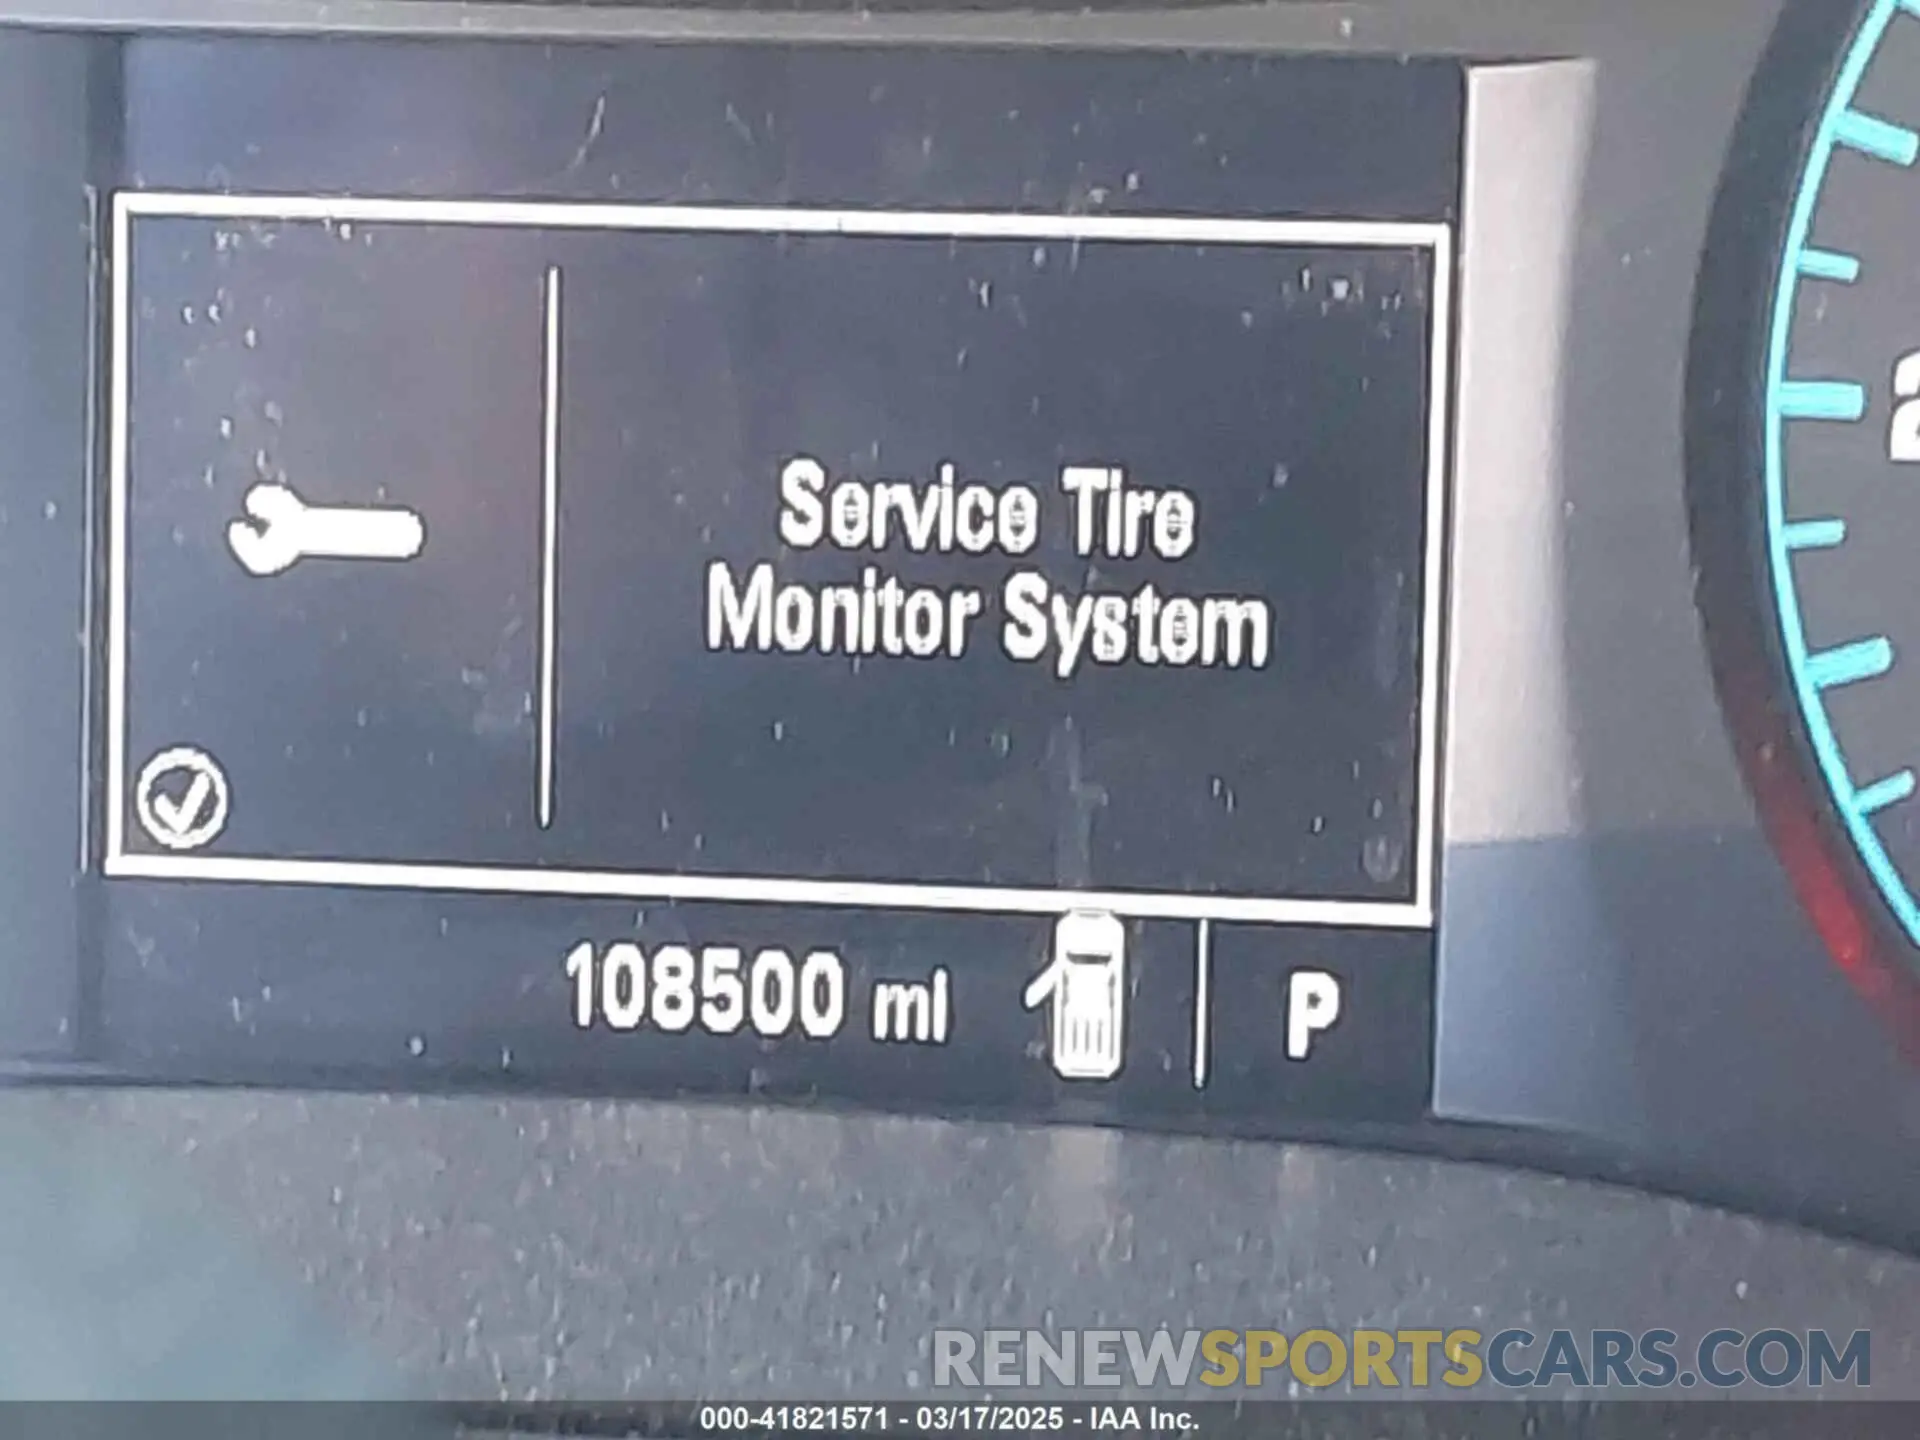 Service Tire
Monitor System
108500 mi
P
RENEWSPORTSCARS.COM
000-41821571 - 03/17/2025 - IAA Inc.